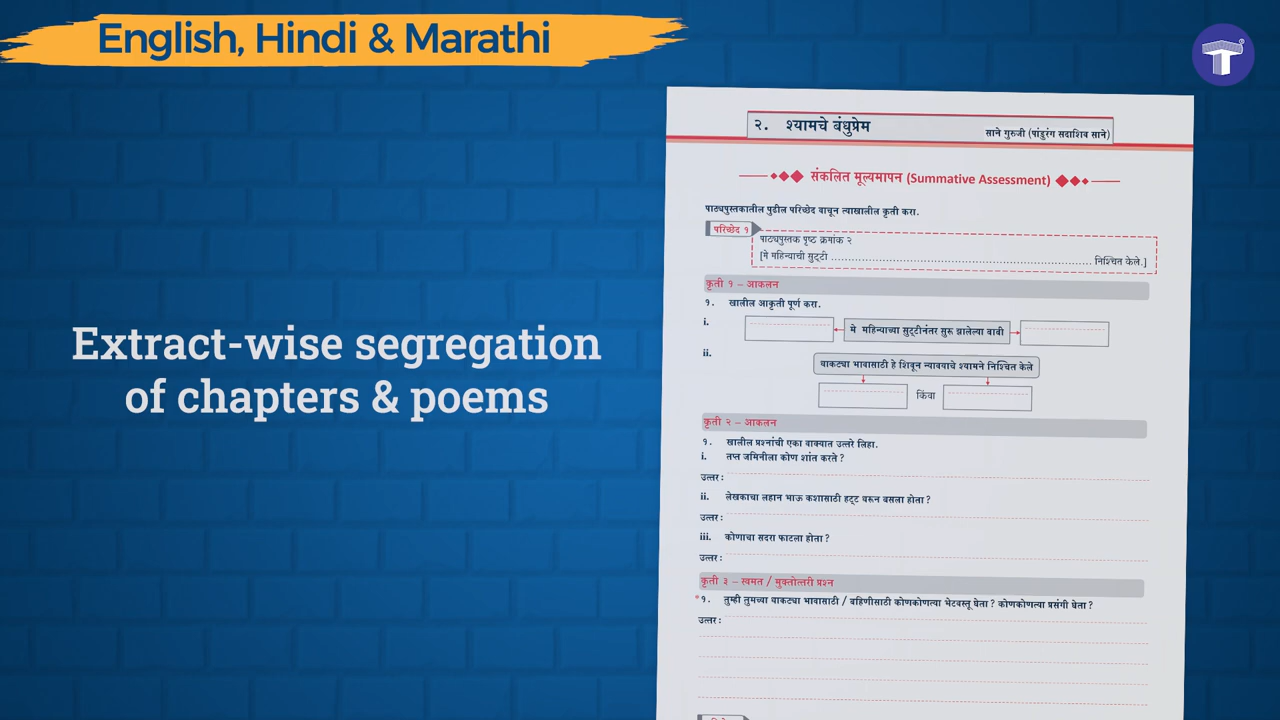 English, Hindi & Marathi
Extract-wise segregation
of chapters & poems
२. श्यामचे बंधुप्रेम
साने गुरुजी (पांडुरंग सदाशिव साने)
संकलित मूल्यमापन (Summative Assessment)
पाठ्यपुस्तकातील पुढील परिच्छेद वाचून त्याखालील कृती करा.
परिच्छेद १
पाठ्यपुस्तक पृष्ठ क्रमांक २
[मे महिन्याची सुट्टी ........................................ निश्चित केले.]
कृती १ – आकलन
१. खालील आकृती पूर्ण करा.
i. मे महिन्याच्या सुट्टीनंतर सुरू झालेल्या बाबी
ii. धाकट्या भावासाठी हे शिवून न्यावयाचे श्यामने निश्चित केले
किंवा
कृती २ – आकलन
१. खालील प्रश्नांची एका वाक्यात उत्तरे लिहा.
i. तप्त जमिनीला कोण शांत करते ?
उत्तर :
ii. लेखकाचा लहान भाऊ कशासाठी हट्ट धरून बसला होता ?
उत्तर :
iii. कोणाचा सदरा फाटला होता ?
उत्तर :
कृती ३ – स्वमत / मुक्तोत्तरी प्रश्न
*१. तुम्ही तुमच्या धाकट्या भावासाठी / बहिणीसाठी कोणकोणत्या भेटवस्तू घेता ? कोणकोणत्या प्रसंगी घेता ?
उत्तर :